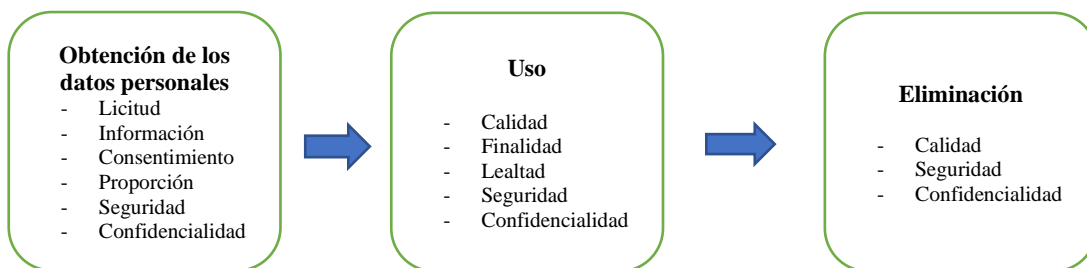 Obtención de los
datos personales
- Licitud
- Información
- Consentimiento
- Proporción
- Seguridad
- Confidencialidad
Uso
- Calidad
- Finalidad
- Lealtad
- Seguridad
- Confidencialidad
Eliminación
- Calidad
- Seguridad
- Confidencialidad